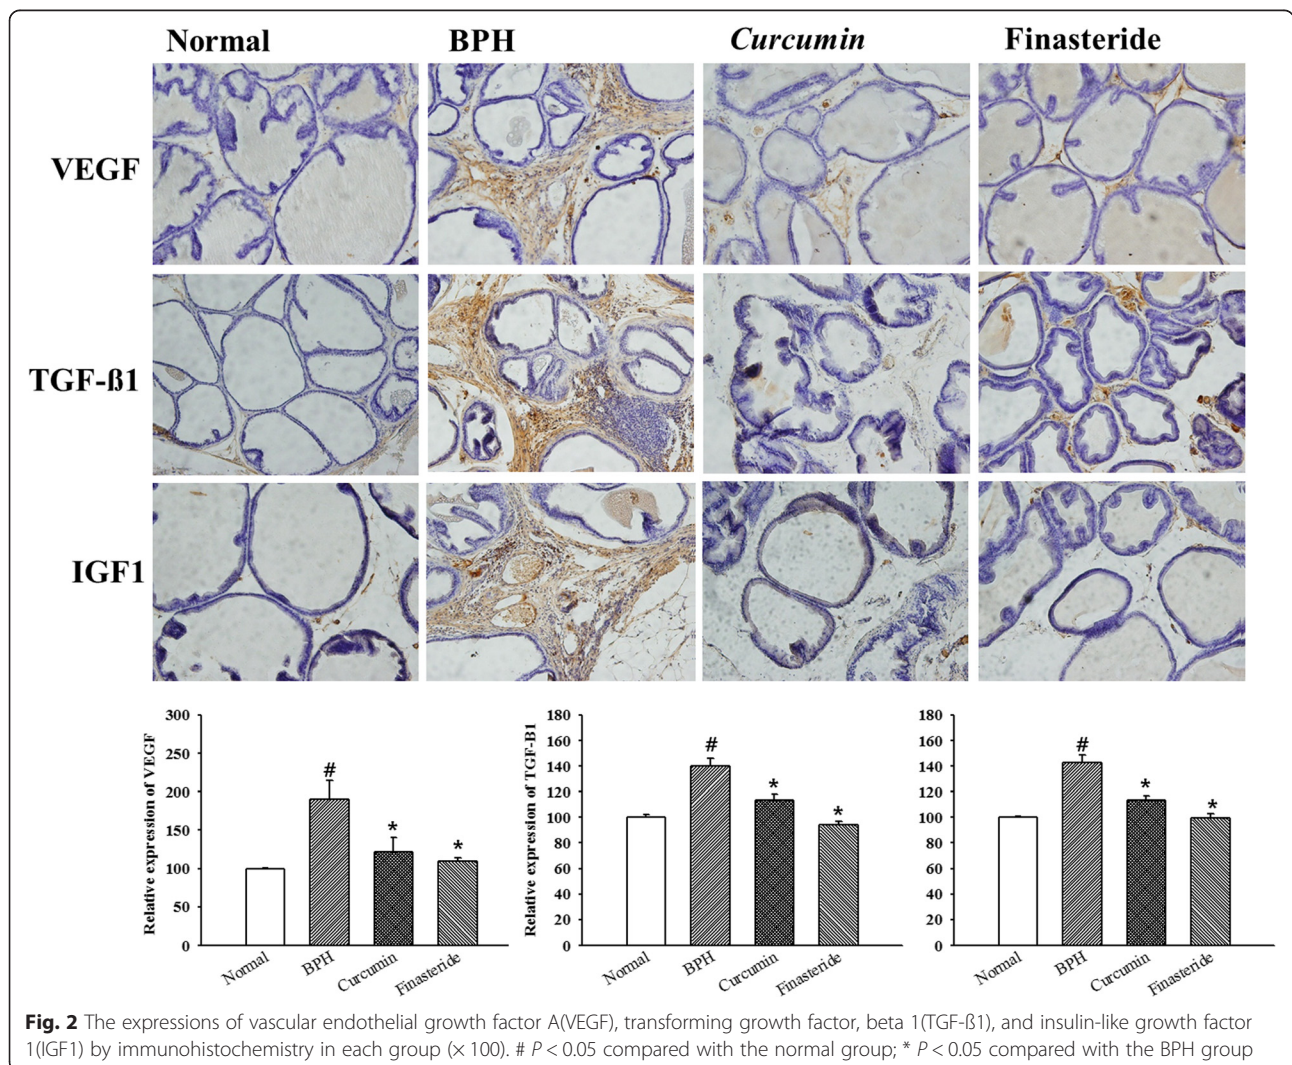 Normal BPH Curcumin Finasteride
VEGF
TGF-ß1
IGF1
Relative expression of VEGF
300
250
200
150
100
50
0
#
*
*
Normal
BPH
Curcumin
Finasteride
Relative expression of TGF-B1
180
160
140
120
100
80
60
40
20
0
#
*
*
Normal
BPH
Curcumin
Finasteride
180
160
140
120
100
80
60
40
20
0
#
*
*
Normal
BPH
Curcumin
Finasteride
Fig. 2 The expressions of vascular endothelial growth factor A(VEGF), transforming growth factor, beta 1(TGF-ß1), and insulin-like growth factor
1(IGF1) by immunohistochemistry in each group (× 100). # P < 0.05 compared with the normal group; * P < 0.05 compared with the BPH group